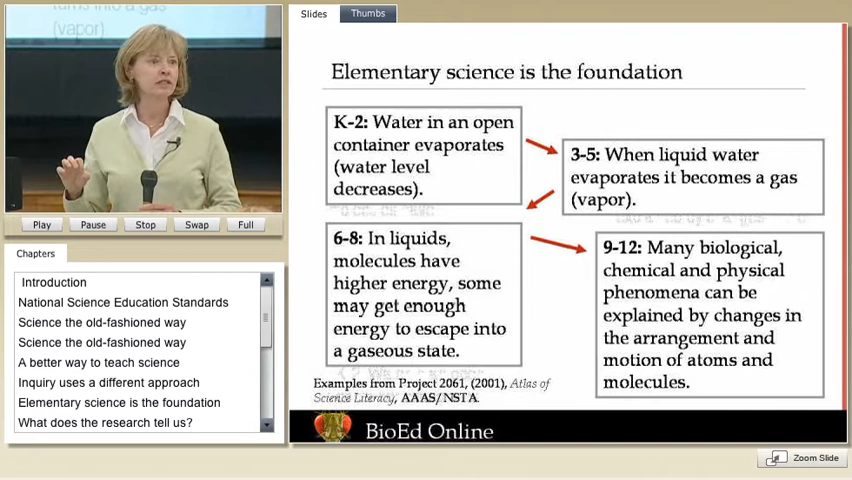 turns into a gas
(vapor).
Slides
Thumbs
Elementary science is the foundation
K-2: Water in an open
container evaporates
(water level
decreases).
3-5: When liquid water
evaporates it becomes a gas
(vapor).
6-8: In liquids,
molecules have
higher energy, some
may get enough
energy to escape into
a gaseous state.
9-12: Many biological,
chemical and physical
phenomena can be
explained by changes in
the arrangement and
motion of atoms and
molecules.
Examples from Project 2061, (2001), Atlas of
Science Literacy, AAAS/NSTA.
BioEd Online
Play
Pause
Stop
Swap
Full
Chapters
Introduction
National Science Education Standards
Science the old-fashioned way
Science the old-fashioned way
A better way to teach science
Inquiry uses a different approach
Elementary science is the foundation
What does the research tell us?
Zoom Slide